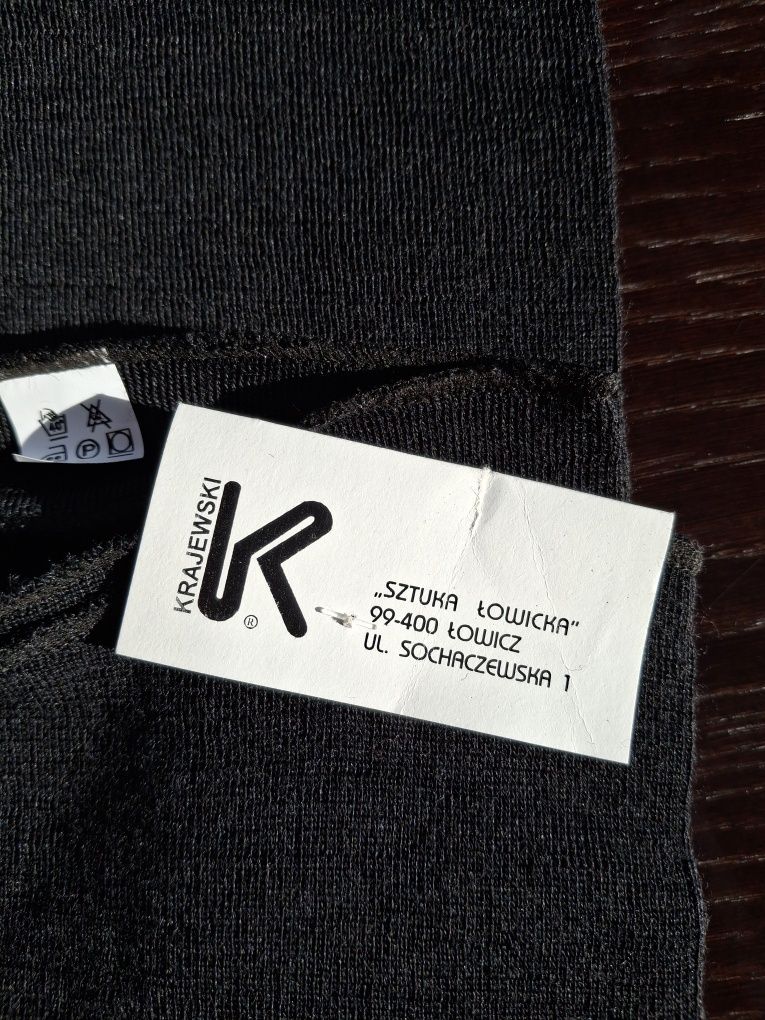 KRAJEWSKI
K
®
„SZTUKA ŁOWICKA"
99-400 ŁOWICZ
UL. SOCHACZEWSKA 1
P